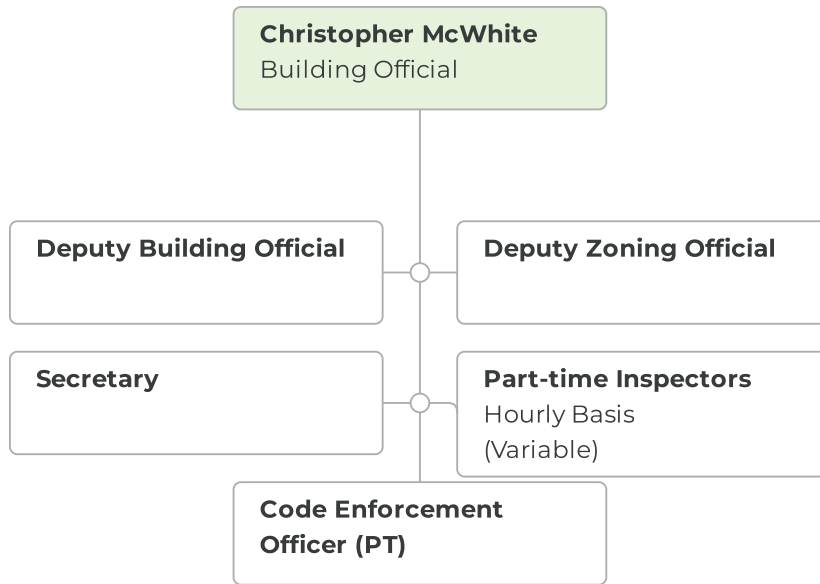 Christopher McWhite
Building Official
Deputy Building Official
Deputy Zoning Official
Secretary
Part-time Inspectors
Hourly Basis
(Variable)
Code Enforcement
Officer (PT)